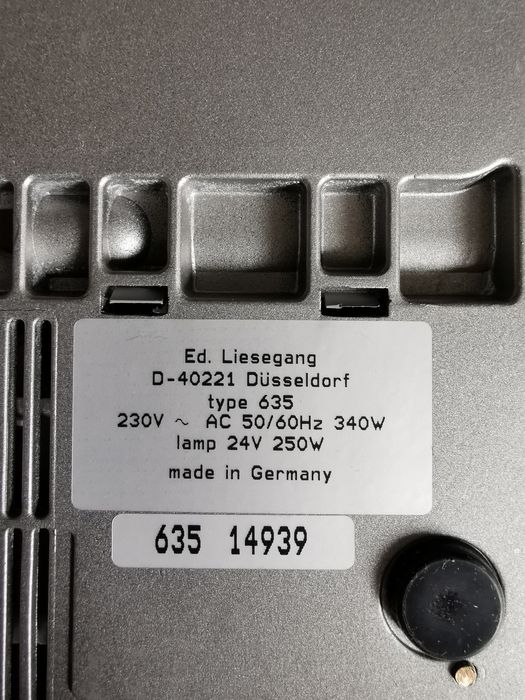 Ed. Liesegang
D-40221 Düsseldorf
type 635
230V ~ AC 50/60Hz 340W
lamp 24V 250W
made in Germany
635 14939